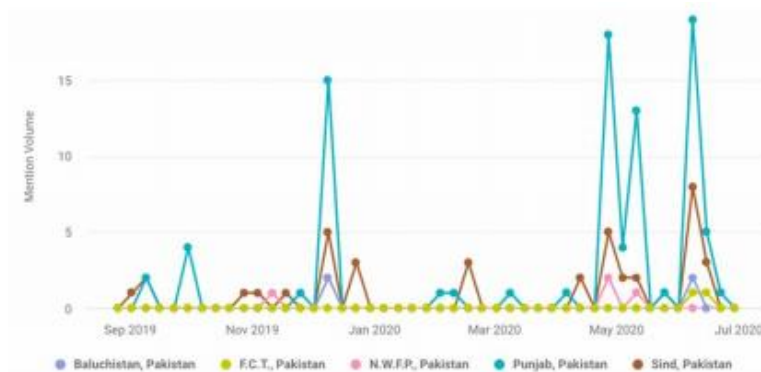 Mention Volume
15
10
5
0
Sep 2019 Nov 2019 Jan 2020 Mar 2020 May 2020 Jul 2020
Baluchistan, Pakistan F.C.T., Pakistan N.W.F.P., Pakistan Punjab, Pakistan Sind, Pakistan